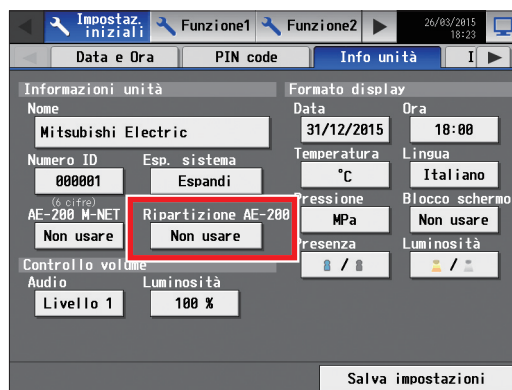 Impostaz. iniziali
Funzione1
Funzione2
26/03/2015
18:23
Data e Ora
PIN code
Info unità
I
Informazioni unità
Nome
Mitsubishi Electric
Numero ID
000001
(6 cifre)
Esp. sistema
Espandi
AE-200 M-NET
Non usare
Ripartizione AE-200
Non usare
Controllo volume
Audio
Livello 1
Luminosità
100 %
Formato display
Data
31/12/2015
Ora
18:00
Temperatura
°C
Lingua
Italiano
Pressione
MPa
Blocco schermo
Non usare
Presenza
/
Luminosità
/
Salva impostazioni